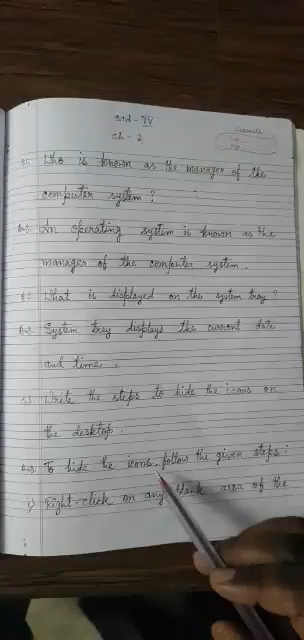 Std - IV
Ch - 2
Q1. Who is known as the manager of the
computer system ?
Ans. An operating system is known as the
manager of the computer system.
Q2. What is displayed on the system tray ?
Ans. System tray displays the current date
and time.
Q3. Write the steps to hide the icons on
the desktop.
Ans. To hide the icons, follow the given steps :
i) Right-click on any blank area of the